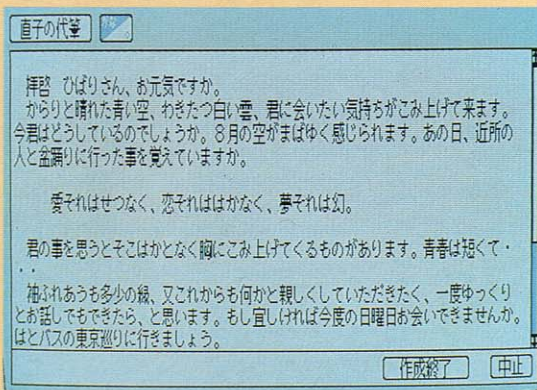 直子の代筆
拝啓　ひばりさん、お元気ですか。
からりと晴れた青い空、わきたつ白い雲、君に会いたい気持ちがこみ上げて来ます。
今君はどうしているのでしょうか。８月の空がまばゆく感じられます。あの日、近所の
人と盆踊りに行った事を覚えていますか。
愛それはせつなく、恋それははかなく、夢それは幻。
君の事を思うとそこはかとなく胸にこみ上げてくるものがあります。青春は短くて・
・・
袖ふれあうも多少の縁、又これからも何かと親しくしていただきたく、一度ゆっくり
とお話しでもできたら、と思います。もし宜しければ今度の日曜日お会いできませんか。
はとバスの東京巡りに行きましょう。
作成終了　中止